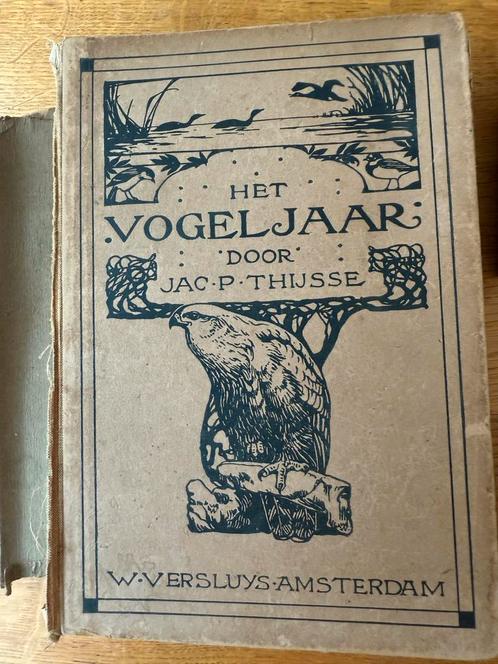 HET
VOGELJAAR
DOOR
JAC·P·THIJSSE
W·VERSLUYS·AMSTERDAM